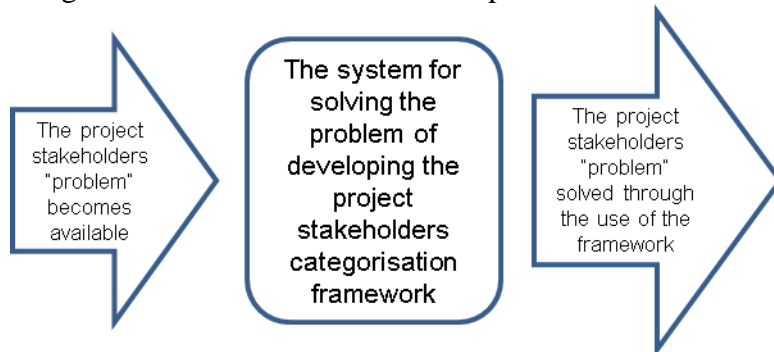 The project
stakeholders
"problem"
becomes
available
The system for
solving the
problem of
developing the
project
stakeholders
categorisation
framework
The project
stakeholders
"problem"
solved through
the use of the
framework